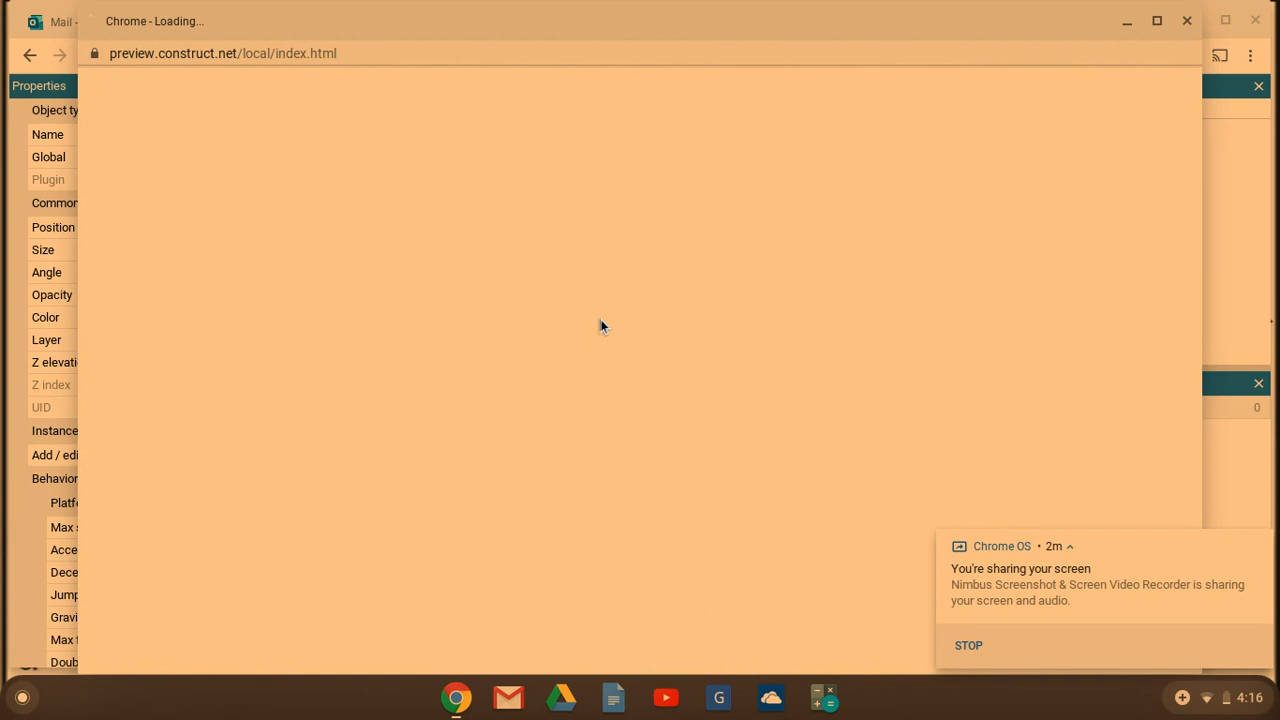 Mail -
Chrome - Loading...
preview.construct.net/local/index.html
Properties
Object ty
Name
Global
Plugin
Common
Position
Size
Angle
Opacity
Color
Layer
Z elevati
Z index
UID
0
Instance
Add / edi
Behavior
Platfo
Max s
Acce
Dece
Jump
Gravi
Max f
Doub
Chrome OS • 2m
You're sharing your screen
Nimbus Screenshot & Screen Video Recorder is sharing
your screen and audio.
STOP
G
4:16